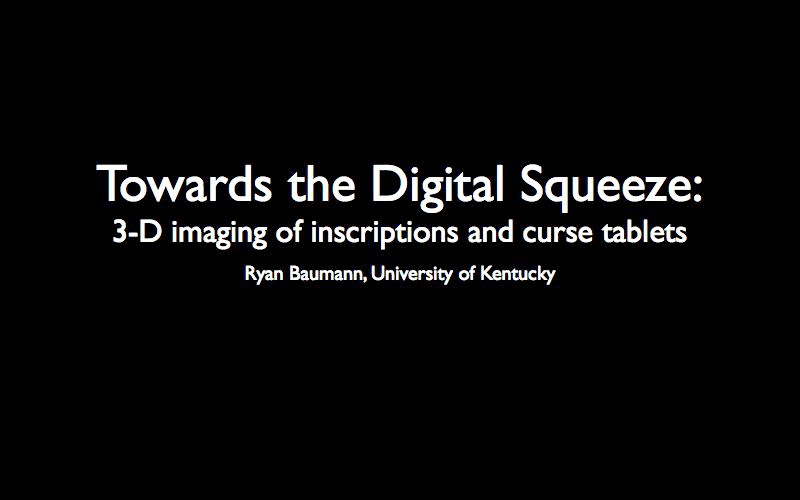 Towards the Digital Squeeze:
3-D imaging of inscriptions and curse tablets
Ryan Baumann, University of Kentucky